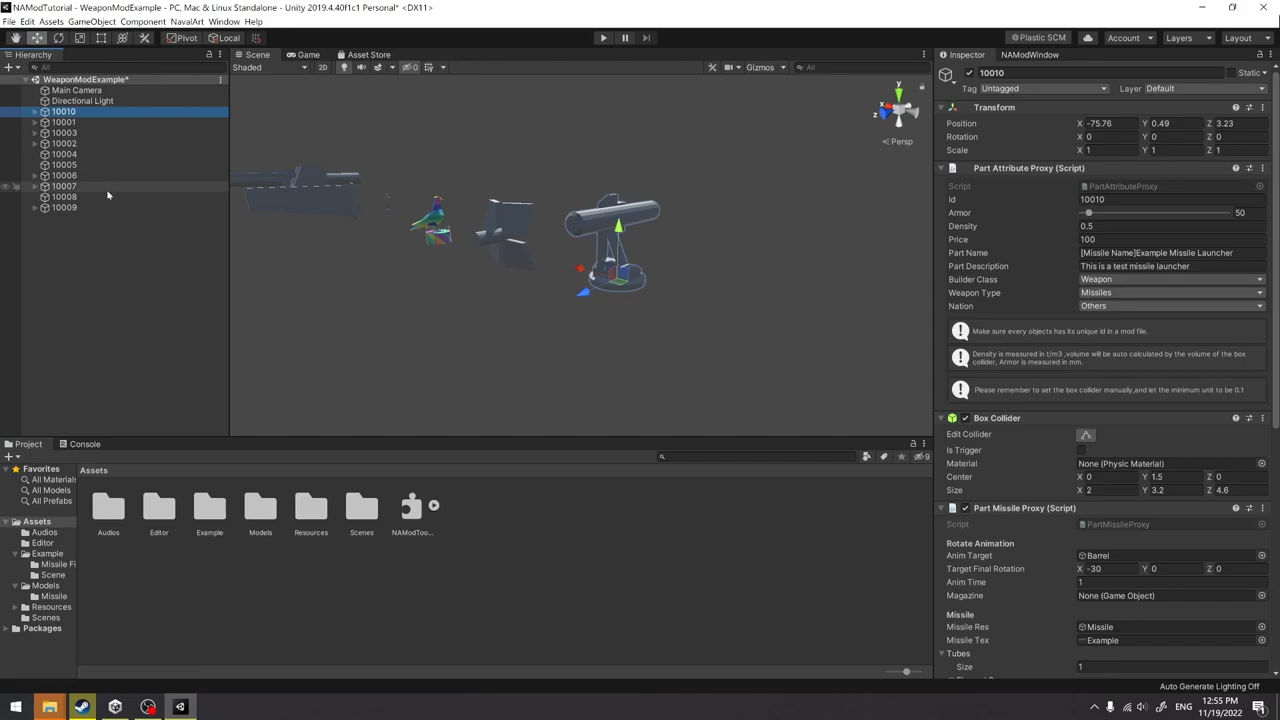 NAModTutorial - WeaponModExample - PC, Mac & Linux Standalone - Unity 2019.4.40f1c1 Personal* <DX11>
File Edit Assets GameObject Component NavalArt Window Help
Pivot Local Plastic SCM Account Layers Layout
Hierarchy
All
WeaponModExample*
Main Camera
Directional Light
10010
10001
10003
10002
10004
10005
10006
10007
10008
10009
Scene Game Asset Store
Shaded 2D 0 Gizmos All
y
x
z
Persp
Inspector NAModWindow
10010 Static
Tag Untagged Layer Default
Transform
Position X -75.76 Y 0.49 Z 3.23
Rotation X 0 Y 0 Z 0
Scale X 1 Y 1 Z 1
Part Attribute Proxy (Script)
Script PartAttributeProxy
Id 10010
Armor 50
Density 0.5
Price 100
Part Name [Missile Name]Example Missile Launcher
Part Description This is a test missile launcher
Builder Class Weapon
Weapon Type Missiles
Nation Others
Make sure every objects has its unique id in a mod file.
Density is measured in t/m3 ,volume will be auto calculated by the volume of the box
collider, Armor is measured in mm.
Please remember to set the box collider manually,and let the minimum unit to be 0.1
Box Collider
Edit Collider
Is Trigger
Material None (Physic Material)
Center X 0 Y 1.5 Z 0
Size X 2 Y 3.2 Z 4.6
Part Missile Proxy (Script)
Script PartMissileProxy
Rotate Animation
Anim Target Barrel
Target Final Rotation X -30 Y 0 Z 0
Anim Time 1
Magazine None (Game Object)
Missile
Missile Res Missile
Missile Tex Example
Tubes
Size 1
Project Console
9
Favorites
All Materials
All Models
All Prefabs
Assets
Audios
Editor
Example
Missile Fi
Scene
Models
Missile
Resources
Scenes
Packages
Assets
Audios Editor Example Models Resources Scenes NAModToo...
Auto Generate Lighting Off
ENG 12:55 PM
11/19/2022
1